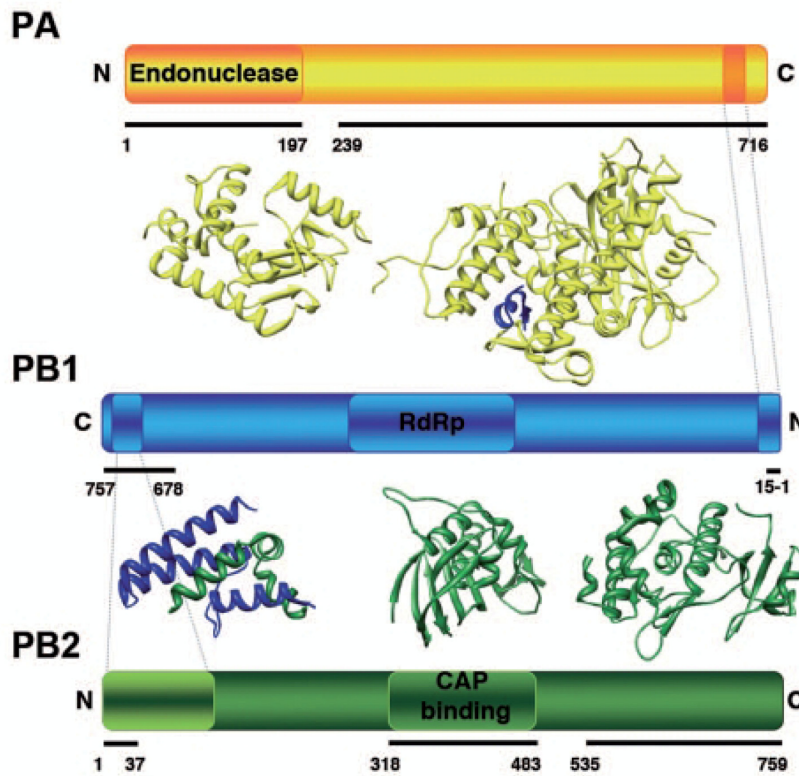 PA
N Endonuclease C
1 197 239 716
PB1
C RdRp N
757 678 15-1
PB2
N CAP binding C
1 37 318 483 535 759